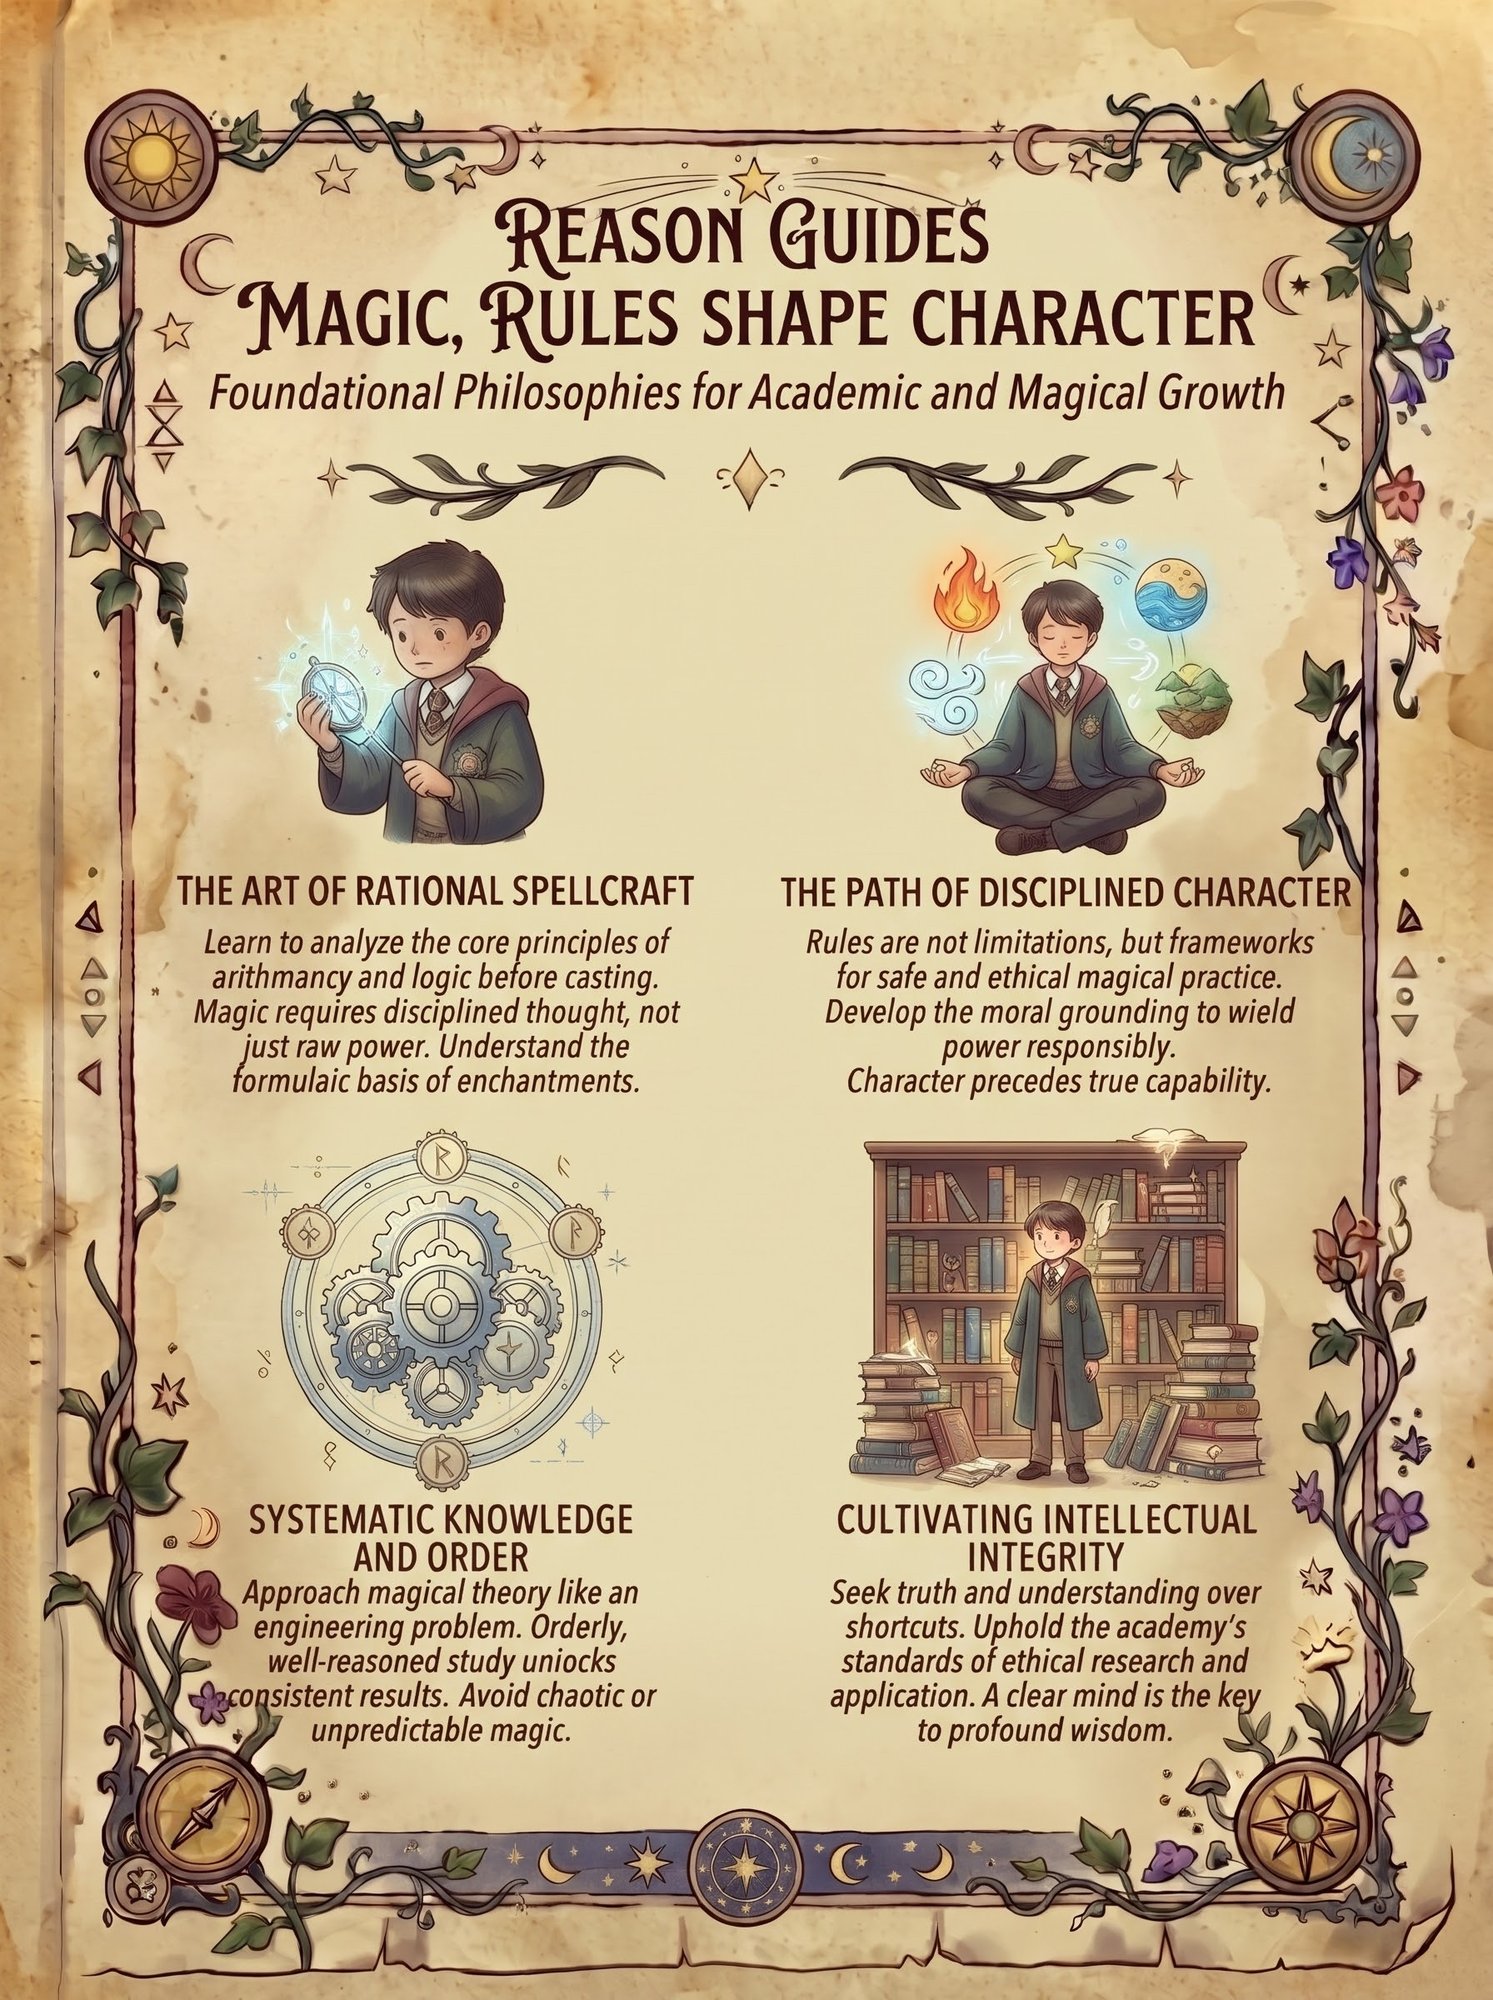 REASON GUIDES
MAGIC, RULES SHAPE CHARACTER
Foundational Philosophies for Academic and Magical Growth
THE ART OF RATIONAL SPELLCRAFT
Learn to analyze the core principles of
arithmancy and logic before casting.
Magic requires disciplined thought, not
just raw power. Understand the
formulaic basis of enchantments.
THE PATH OF DISCIPLINED CHARACTER
Rules are not limitations, but frameworks
for safe and ethical magical practice.
Develop the moral grounding to wield
power responsibly.
Character precedes true capability.
SYSTEMATIC KNOWLEDGE
AND ORDER
Approach magical theory like an
engineering problem. Orderly,
well-reasoned study uniocks
consistent results. Avoid chaotic or
unpredictable magic.
CULTIVATING INTELLECTUAL
INTEGRITY
Seek truth and understanding over
shortcuts. Uphold the academy's
standards of ethical research and
application. A clear mind is the key
to profound wisdom.